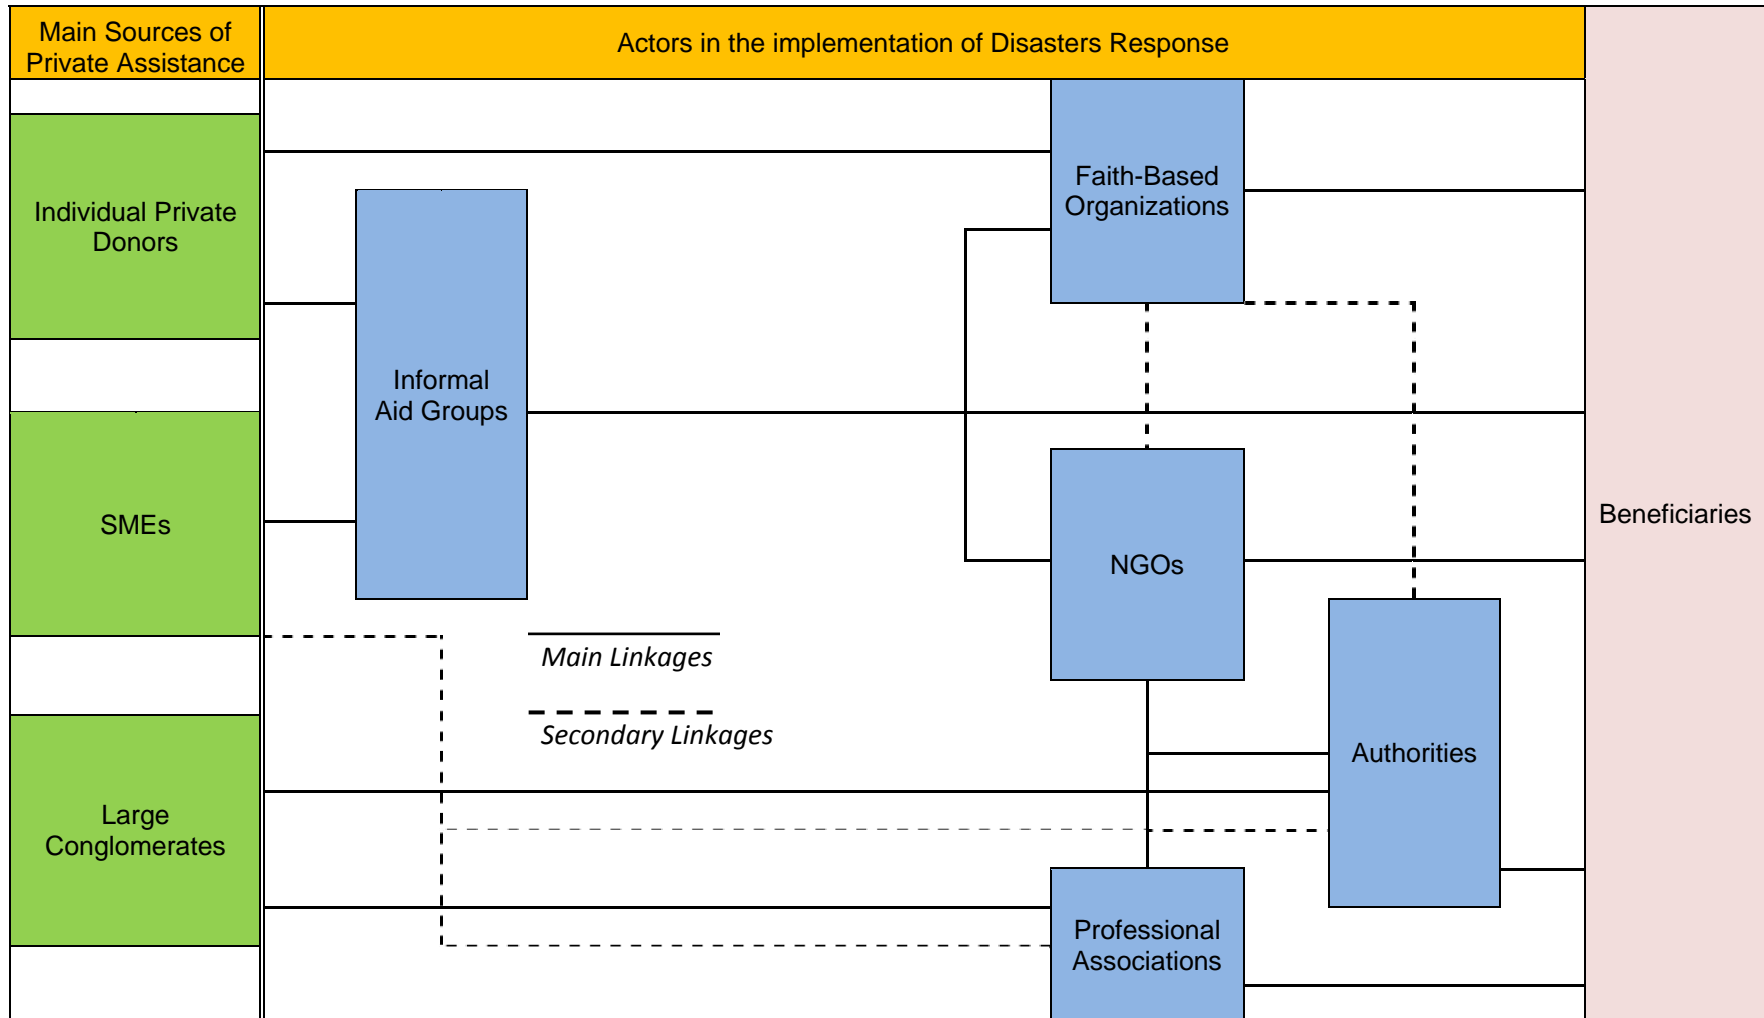 Main Sources of
Private Assistance
Actors in the implementation of Disasters Response
Individual Private
Donors
Faith-Based
Organizations
Informal
Aid Groups
SMEs
NGOs
Beneficiaries
Main Linkages
Secondary Linkages
Authorities
Large
Conglomerates
Professional
Associations